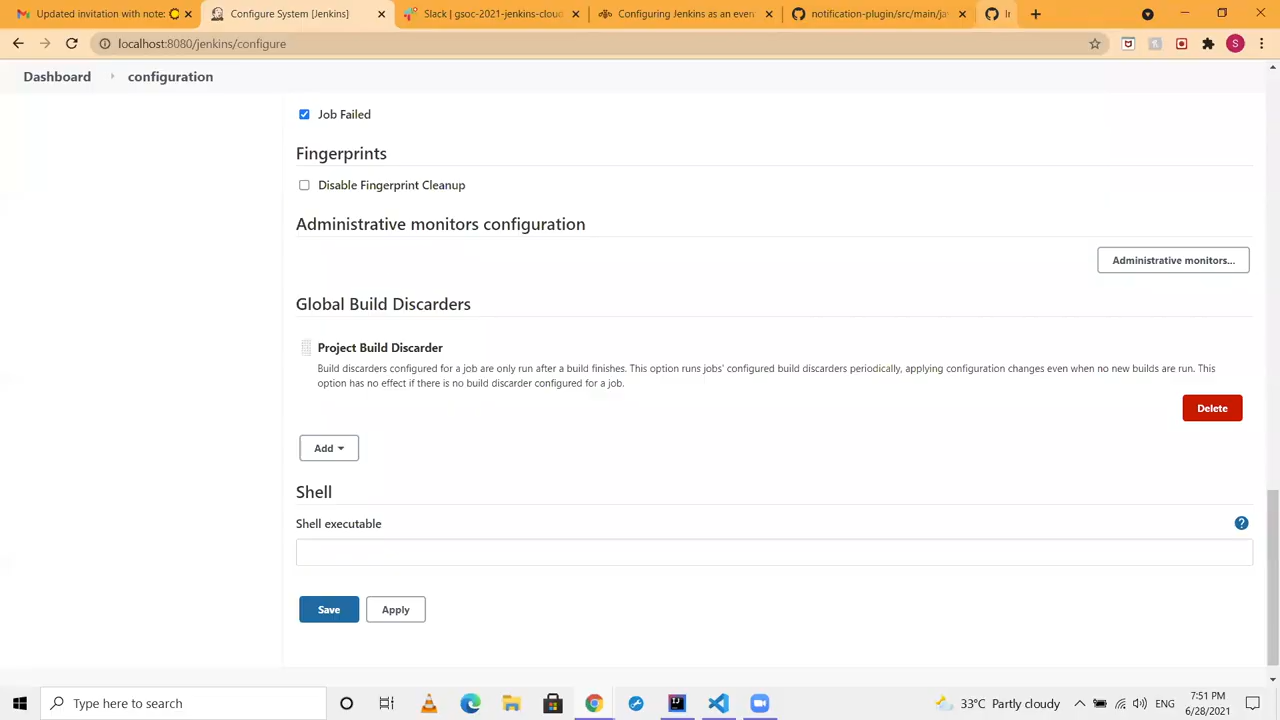 Updated invitation with note:
Configure System [Jenkins]
Slack | gsoc-2021-jenkins-cloud
Configuring Jenkins as an even
notification-plugin/src/main/ja
localhost:8080/jenkins/configure
S
Dashboard
configuration
Job Failed
Fingerprints
Disable Fingerprint Cleanup
Administrative monitors configuration
Administrative monitors...
Global Build Discarders
Project Build Discarder
Build discarders configured for a job are only run after a build finishes. This option runs jobs' configured build discarders periodically, applying configuration changes even when no new builds are run. This
option has no effect if there is no build discarder configured for a job.
Delete
Add
Shell
Shell executable
?
Save
Apply
Type here to search
33°C Partly cloudy
ENG
7:51 PM
6/28/2021